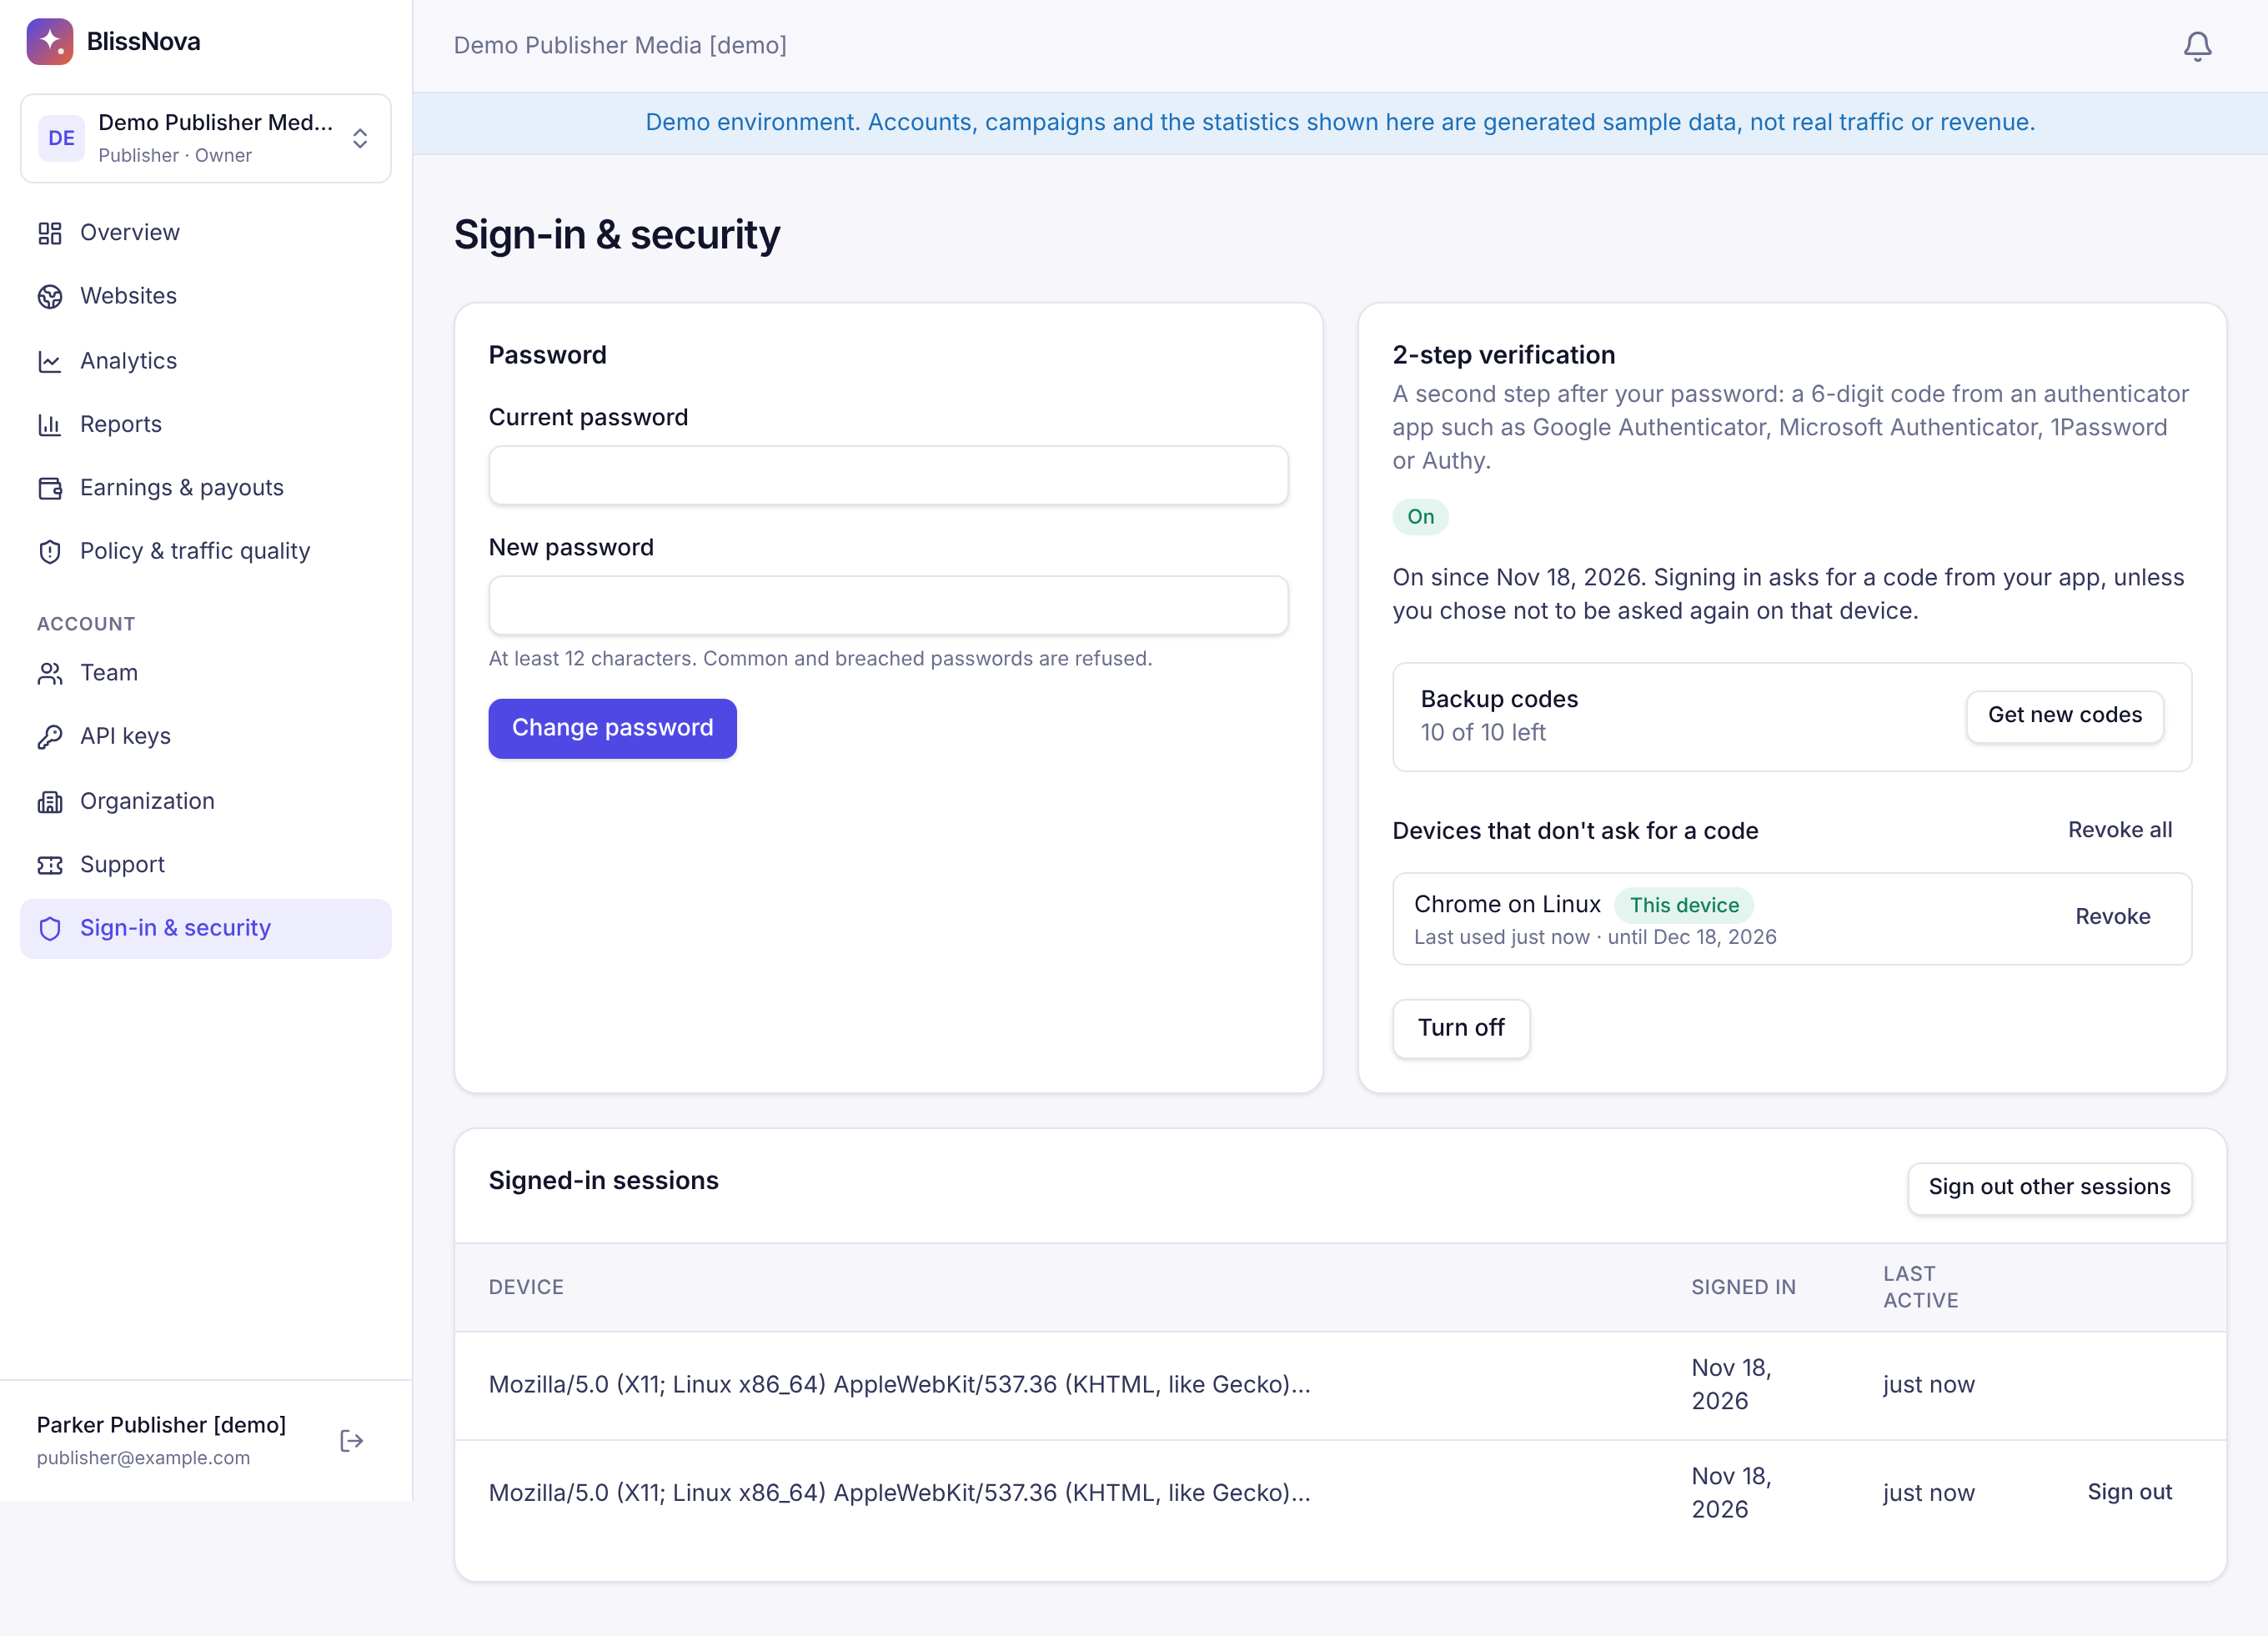 BlissNova
DE
Demo Publisher Med...
Publisher · Owner
Overview
Websites
Analytics
Reports
Earnings & payouts
Policy & traffic quality
ACCOUNT
Team
API keys
Organization
Support
Sign-in & security
Parker Publisher [demo]
publisher@example.com
Demo Publisher Media [demo]
Demo environment. Accounts, campaigns and the statistics shown here are generated sample data, not real traffic or revenue.
Sign-in & security
Password
Current password
New password
At least 12 characters. Common and breached passwords are refused.
Change password
2-step verification
A second step after your password: a 6-digit code from an authenticator
app such as Google Authenticator, Microsoft Authenticator, 1Password
or Authy.
On
On since Nov 18, 2026. Signing in asks for a code from your app, unless
you chose not to be asked again on that device.
Backup codes
10 of 10 left
Get new codes
Devices that don't ask for a code
Revoke all
Chrome on Linux This device
Last used just now · until Dec 18, 2026
Revoke
Turn off
Signed-in sessions
Sign out other sessions
DEVICE
SIGNED IN
LAST
ACTIVE
Mozilla/5.0 (X11; Linux x86_64) AppleWebKit/537.36 (KHTML, like Gecko)...
Nov 18,
2026
just now
Mozilla/5.0 (X11; Linux x86_64) AppleWebKit/537.36 (KHTML, like Gecko)...
Nov 18,
2026
just now
Sign out